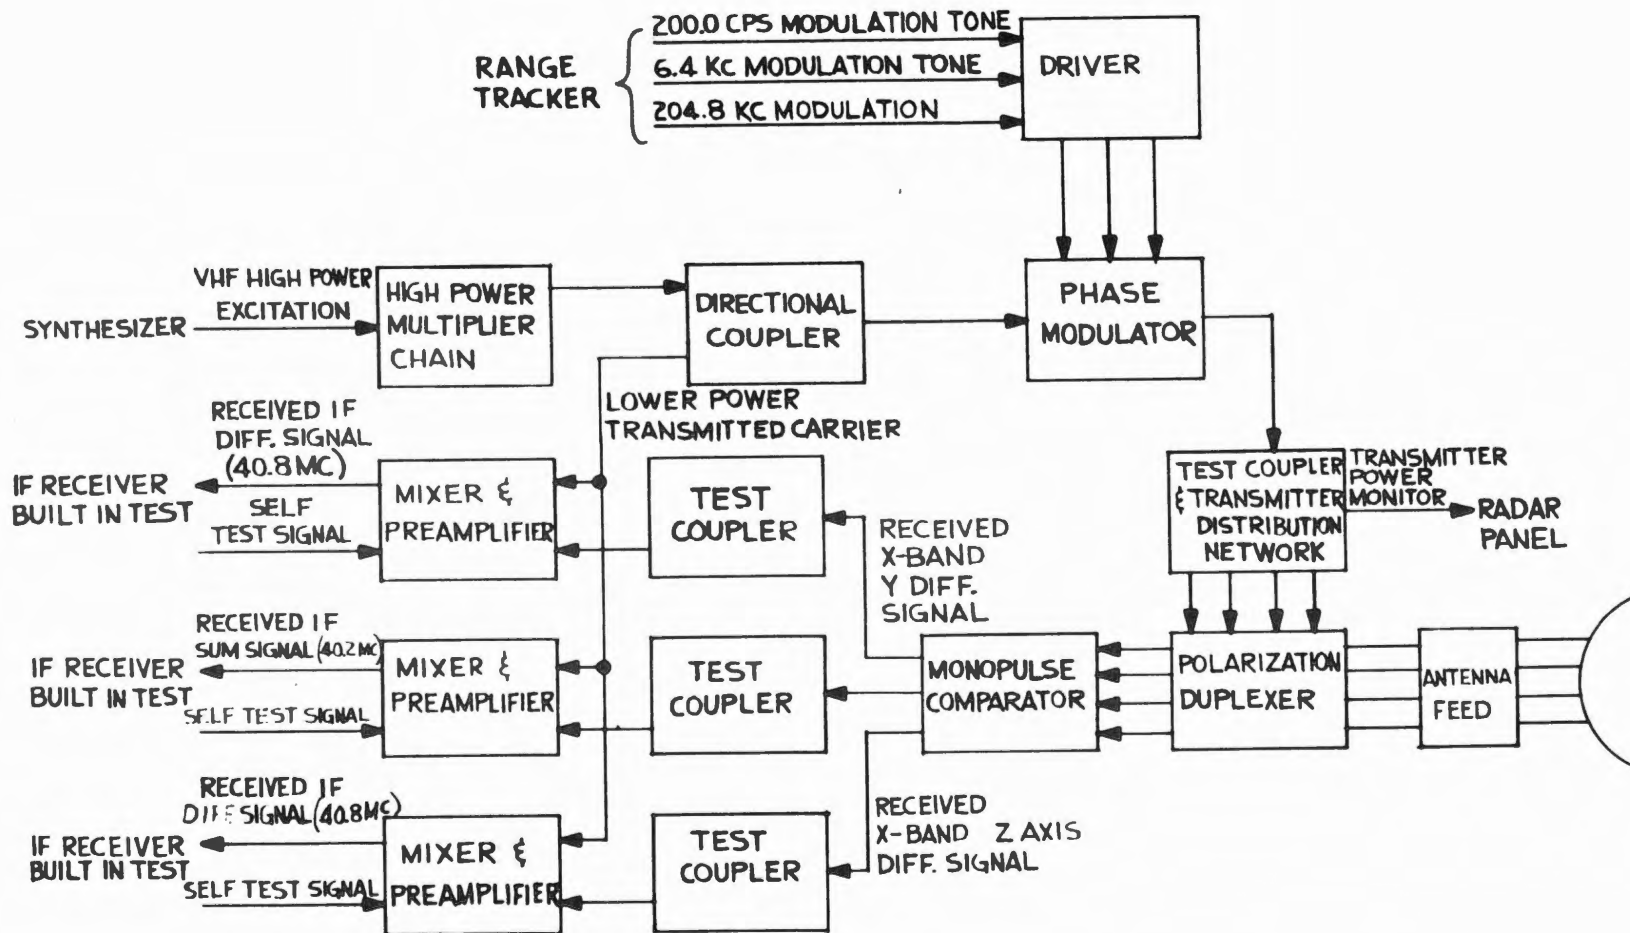 200.0 CPS MODULATION TONE
6.4 KC MODULATION TONE
204.8 KC MODULATION
RANGE
TRACKER
DRIVER
SYNTHESIZER
VHF HIGH POWER
EXCITATION
HIGH POWER
MULTIPLIER
CHAIN
DIRECTIONAL
COUPLER
PHASE
MODULATOR
LOWER POWER
TRANSMITTED CARRIER
RECEIVED IF
DIFF. SIGNAL
(40.8 MC)
IF RECEIVER
BUILT IN TEST
SELF
TEST SIGNAL
MIXER &
PREAMPLIFIER
TEST
COUPLER
RECEIVED
X-BAND
Y DIFF.
SIGNAL
TEST COUPLER
& TRANSMITTER
DISTRIBUTION
NETWORK
TRANSMITTER
POWER
MONITOR
RADAR
PANEL
RECEIVED IF
SUM SIGNAL (40.2 MC)
IF RECEIVER
BUILT IN TEST
SELF TEST SIGNAL
MIXER &
PREAMPLIFIER
TEST
COUPLER
MONOPULSE
COMPARATOR
POLARIZATION
DUPLEXER
ANTENNA
FEED
RECEIVED IF
DIFF SIGNAL (40.8 MC)
IF RECEIVER
BUILT IN TEST
SELF TEST SIGNAL
MIXER &
PREAMPLIFIER
TEST
COUPLER
RECEIVED
X-BAND Z AXIS
DIFF. SIGNAL